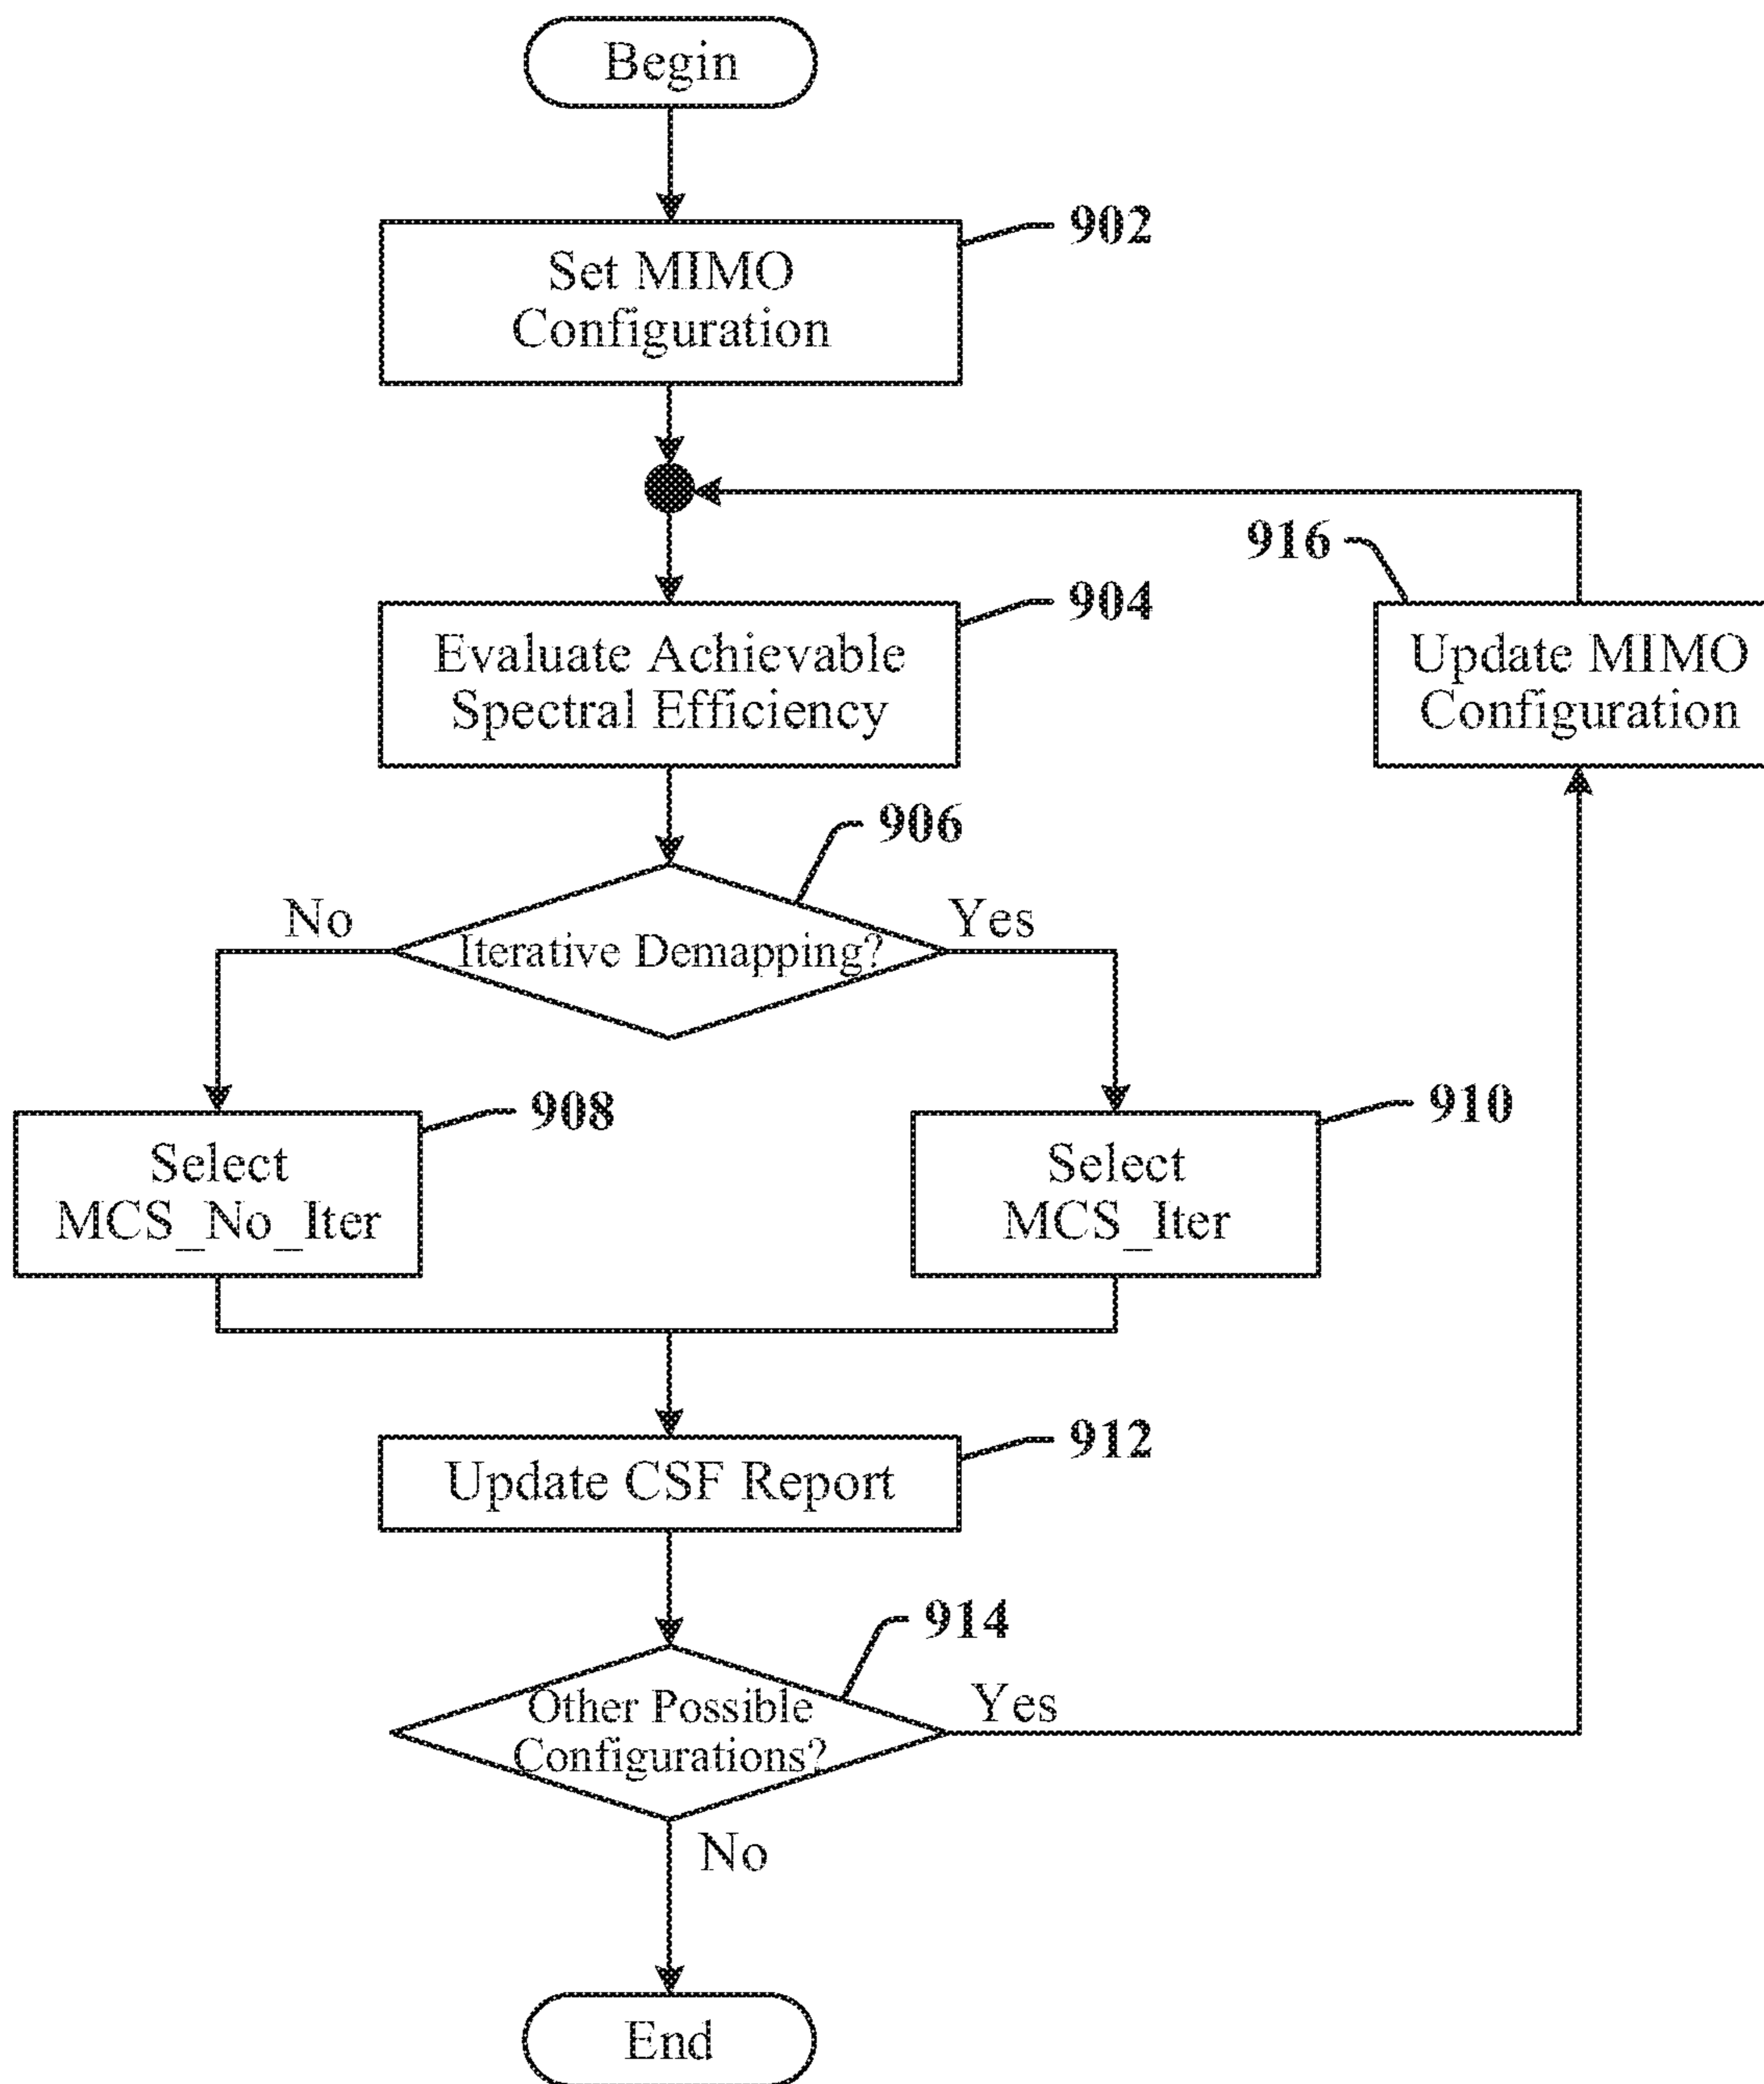 Begin
902
Set MIMO
Configuration
916
904
Evaluate Achievable
Spectral Efficiency
Update MIMO
Configuration
906
No
Yes
Iterative Demapping?
908
910
Select
MCS_No_Iter
Select
MCS_Iter
912
Update CSF Report
914
Other Possible
Configurations?
Yes
No
End